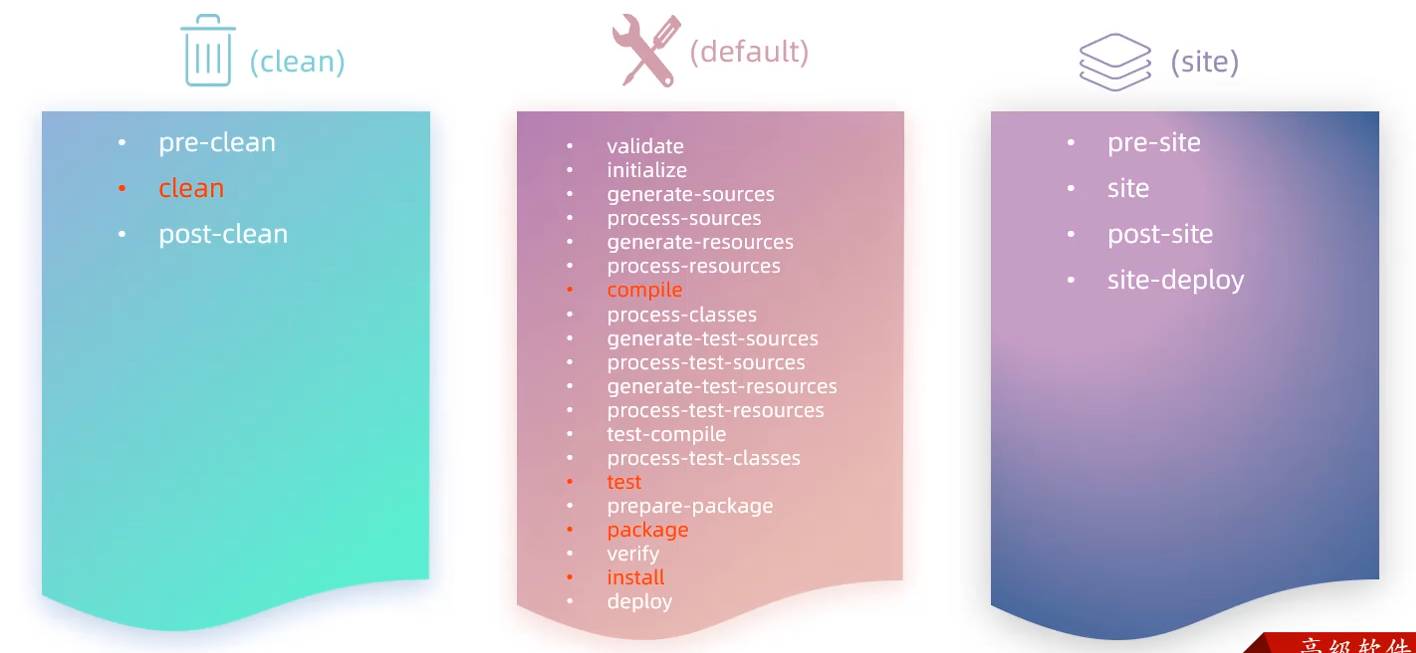 (clean)
• pre-clean
• clean
• post-clean
(default)
• validate
• initialize
• generate-sources
• process-sources
• generate-resources
• process-resources
• compile
• process-classes
• generate-test-sources
• process-test-sources
• generate-test-resources
• process-test-resources
• test-compile
• process-test-classes
• test
• prepare-package
• package
• verify
• install
• deploy
(site)
• pre-site
• site
• post-site
• site-deploy
高级软件